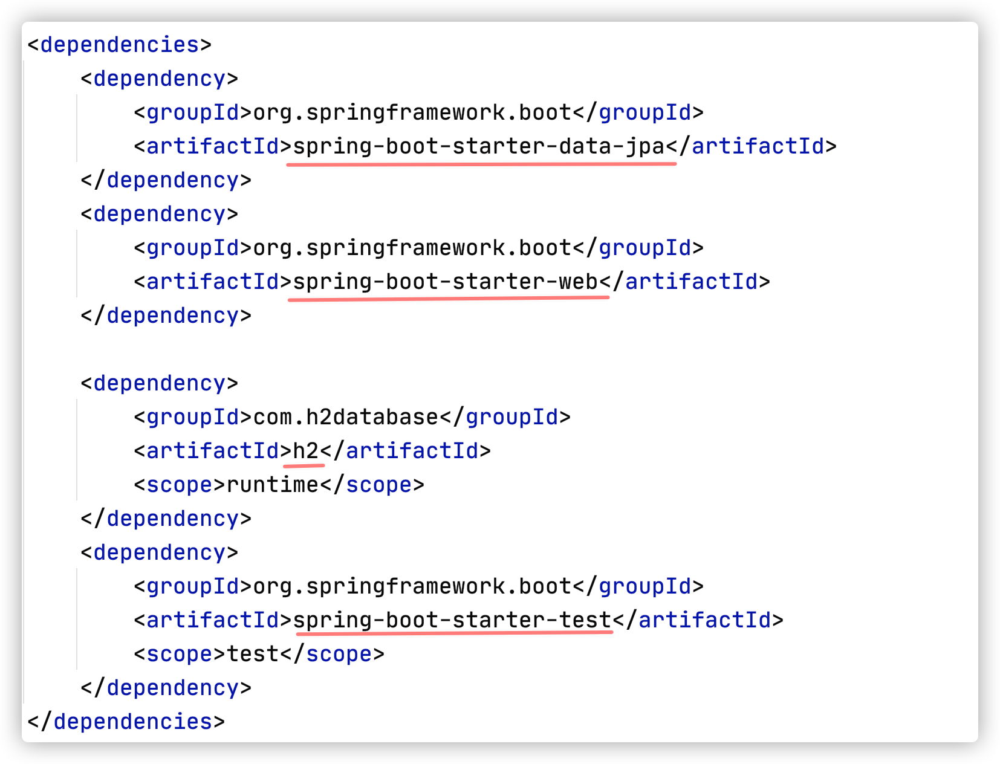 <dependencies>
    <dependency>
        <groupId>org.springframework.boot</groupId>
        <artifactId>spring-boot-starter-data-jpa</artifactId>
    </dependency>
    <dependency>
        <groupId>org.springframework.boot</groupId>
        <artifactId>spring-boot-starter-web</artifactId>
    </dependency>

    <dependency>
        <groupId>com.h2database</groupId>
        <artifactId>h2</artifactId>
        <scope>runtime</scope>
    </dependency>
    <dependency>
        <groupId>org.springframework.boot</groupId>
        <artifactId>spring-boot-starter-test</artifactId>
        <scope>test</scope>
    </dependency>
</dependencies>